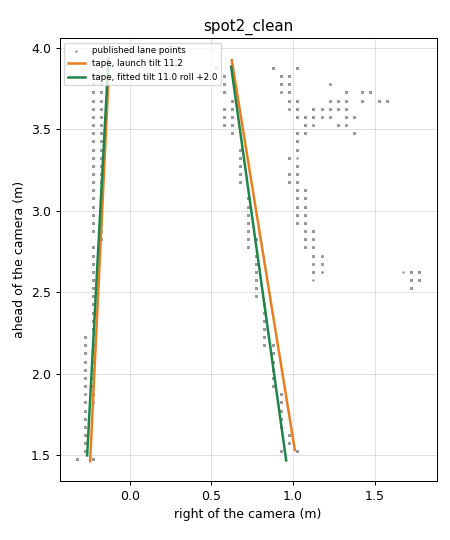 spot2_clean
published lane points
tape, launch tilt 11.2
tape, fitted tilt 11.0 roll +2.0
4.0
3.5
3.0
2.5
2.0
1.5
ahead of the camera (m)
0.0
0.5
1.0
1.5
right of the camera (m)